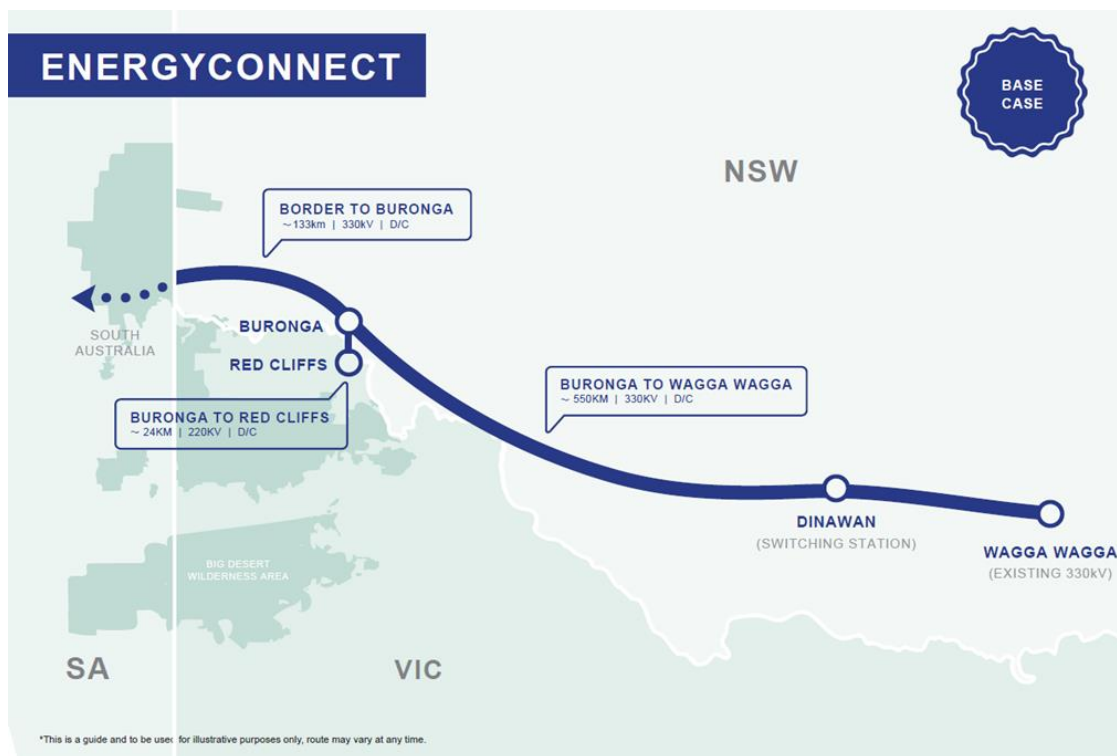 ENERGYCONNECT
BASE
CASE
NSW
BORDER TO BURONGA
~133km | 330kV | D/C
BURONGA
SOUTH
AUSTRALIA
RED CLIFFS
BURONGA TO WAGGA WAGGA
~ 550KM | 330KV | D/C
BURONGA TO RED CLIFFS
~ 24KM | 220KV | D/C
DINAWAN
(SWITCHING STATION)
WAGGA WAGGA
(EXISTING 330kV)
BIG DESERT
WILDERNESS AREA
SA
VIC
*This is a guide and to be used for illustrative purposes only, route may vary at any time.